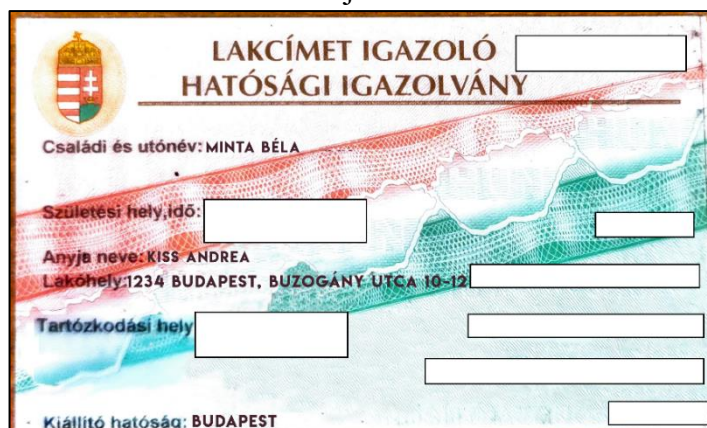 LAKCÍMET IGAZOLÓ
HATÓSÁGI IGAZOLVÁNY
Családi és utónév: MINTA BÉLA
Születési hely,idő:
Anyja neve: KISS ANDREA
Lakóhely: 1234 BUDAPEST, BUZOGÁNY UTCA 10-12
Tartózkodási hely
Kiállító hatóság: BUDAPEST